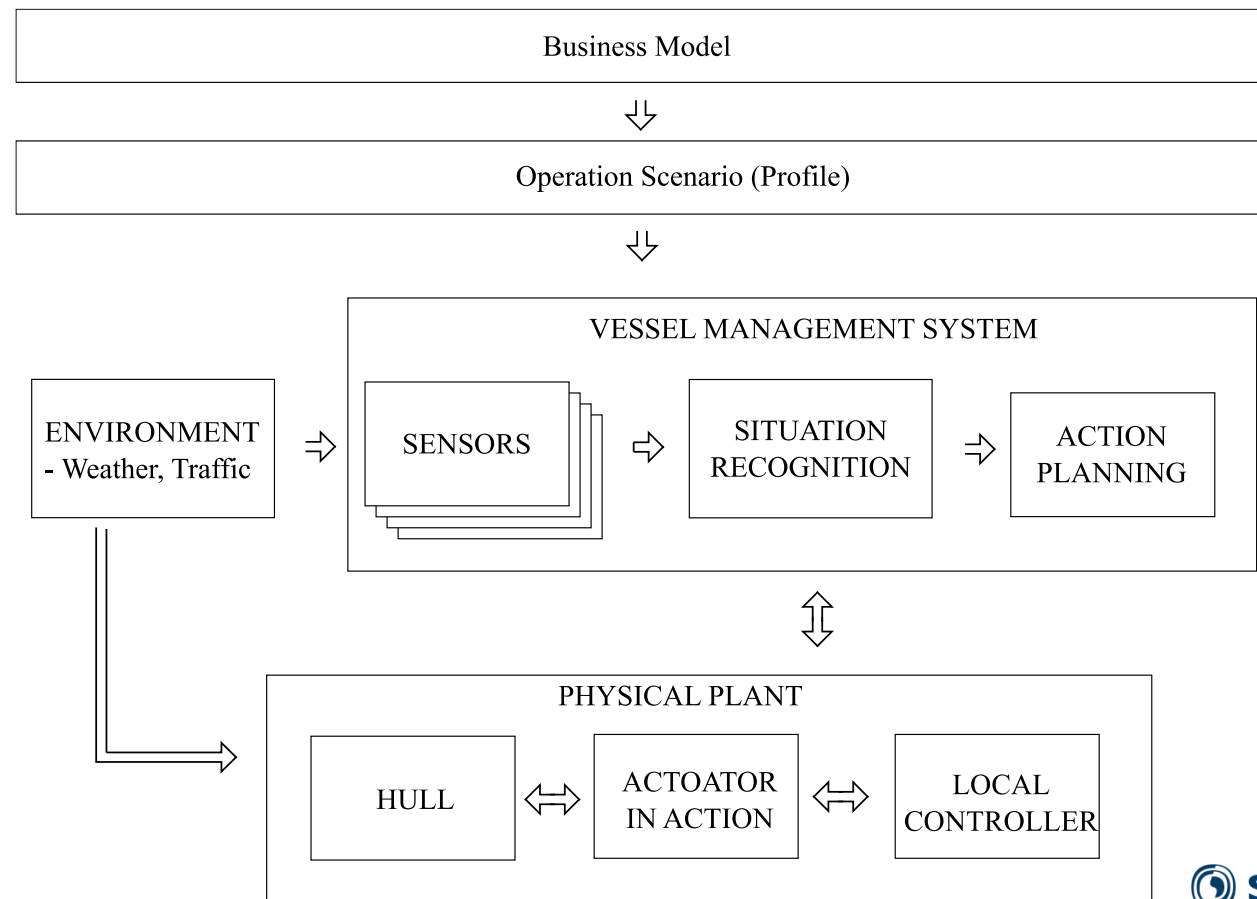 Business Model
Operation Scenario (Profile)
VESSEL MANAGEMENT SYSTEM
ENVIRONMENT
- Weather, Traffic
SENSORS
SITUATION
RECOGNITION
ACTION
PLANNING
PHYSICAL PLANT
HULL
ACTOATOR
IN ACTION
LOCAL
CONTROLLER